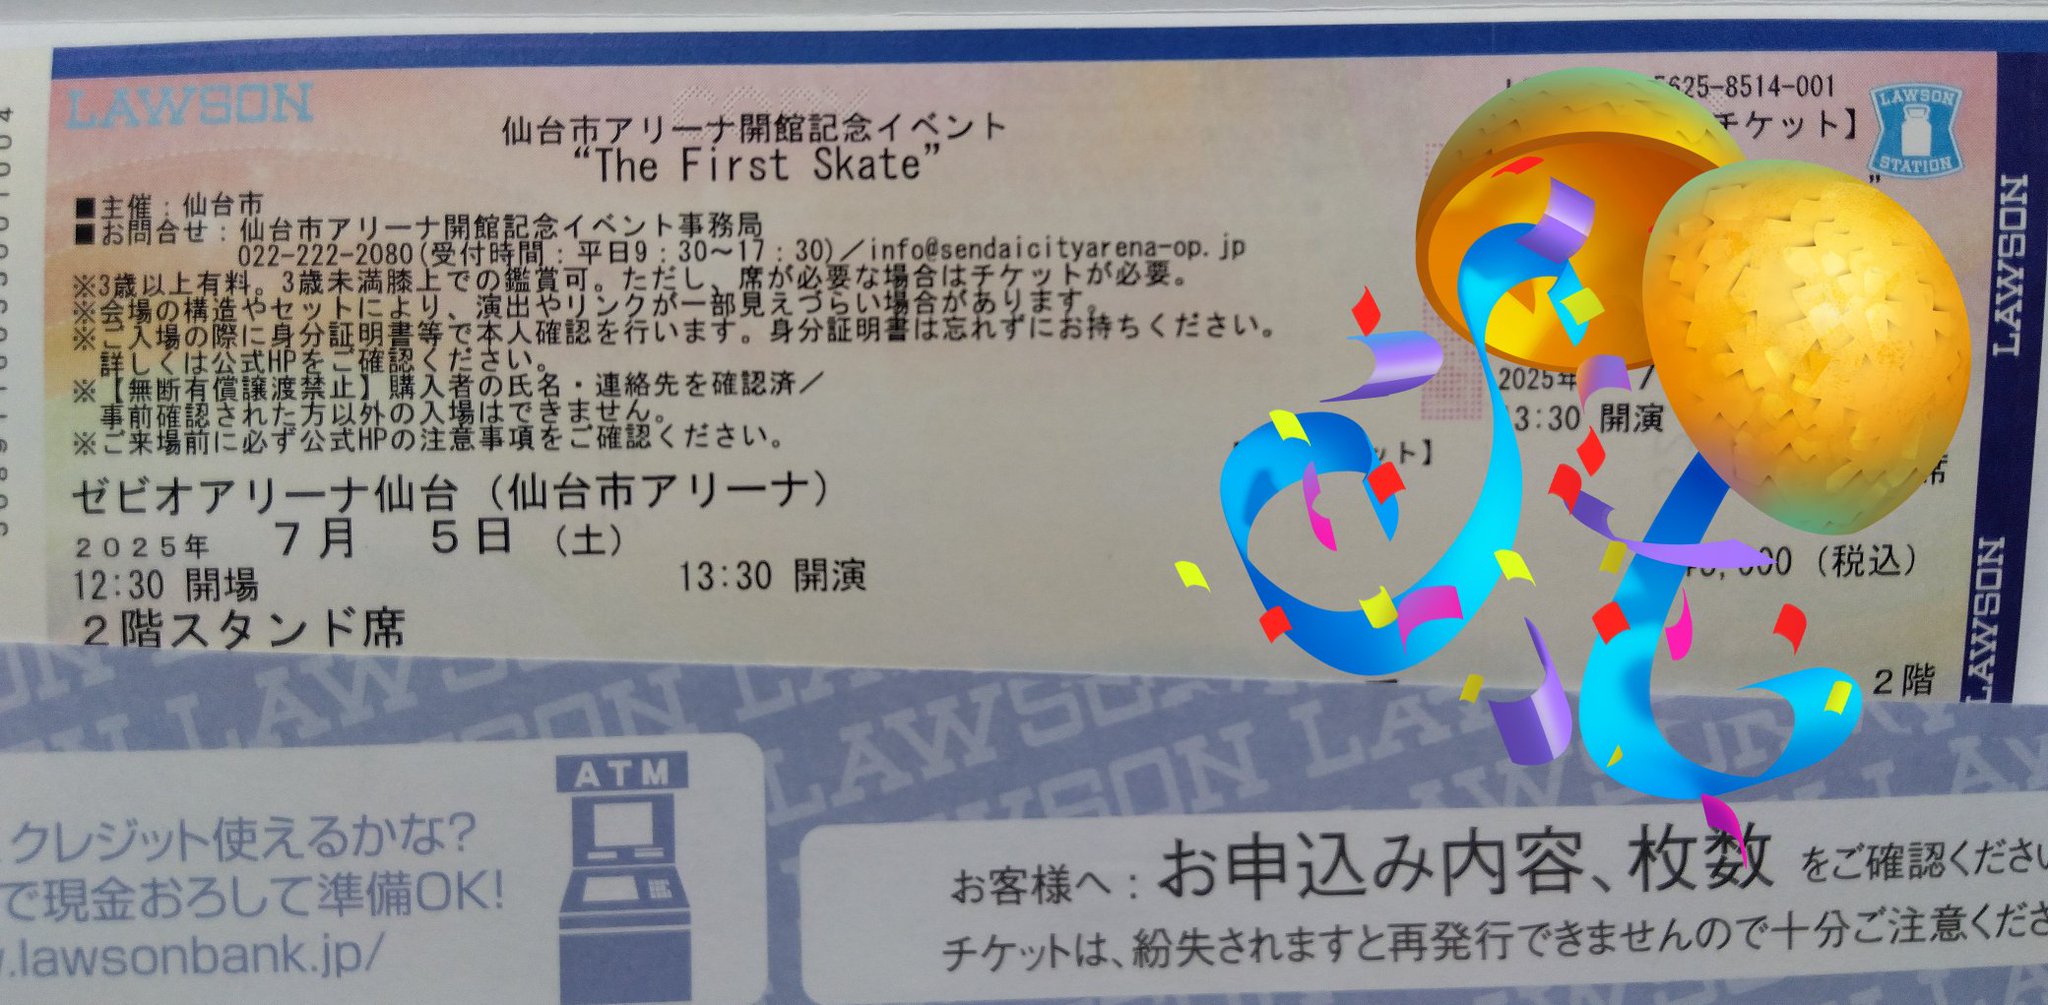 LAWSON
仙台市アリーナ開館記念イベント
“The First Skate”
■主催：仙台市
■お問合せ：仙台市アリーナ開館記念イベント事務局
022-222-2080(受付時間：平日9：30～17：30)／info@sendaicityarena-op.jp
※3歳以上有料。3歳未満膝上での鑑賞可。ただし、席が必要な場合はチケットが必要。
※会場の構造やセットにより、演出やリンクが一部見えづらい場合があります。
※ご入場の際に身分証明書等で本人確認を行います。身分証明書は忘れずにお持ちください。
詳しくは公式HPをご確認ください。
※【無断有償譲渡禁止】購入者の氏名・連絡先を確認済／
事前確認された方以外の入場はできません。
※ご来場前に必ず公式HPの注意事項をご確認ください。
ゼビオアリーナ仙台（仙台市アリーナ）
2025年 7月 5日（土）
12:30 開場 13:30 開演
2階スタンド席
5625-8514-001
チケット】
LAWSON
STATION
”
2025年
13:30 開演
ット】
席
000（税込）
2階
LAWSON
LAWSON
LAWSON
クレジット使えるかな?
で現金おろして準備OK!
.lawsonbank.jp/
ATM
お客様へ：お申込み内容、枚数 をご確認ください
チケットは、紛失されますと再発行できませんので十分ご注意くださ